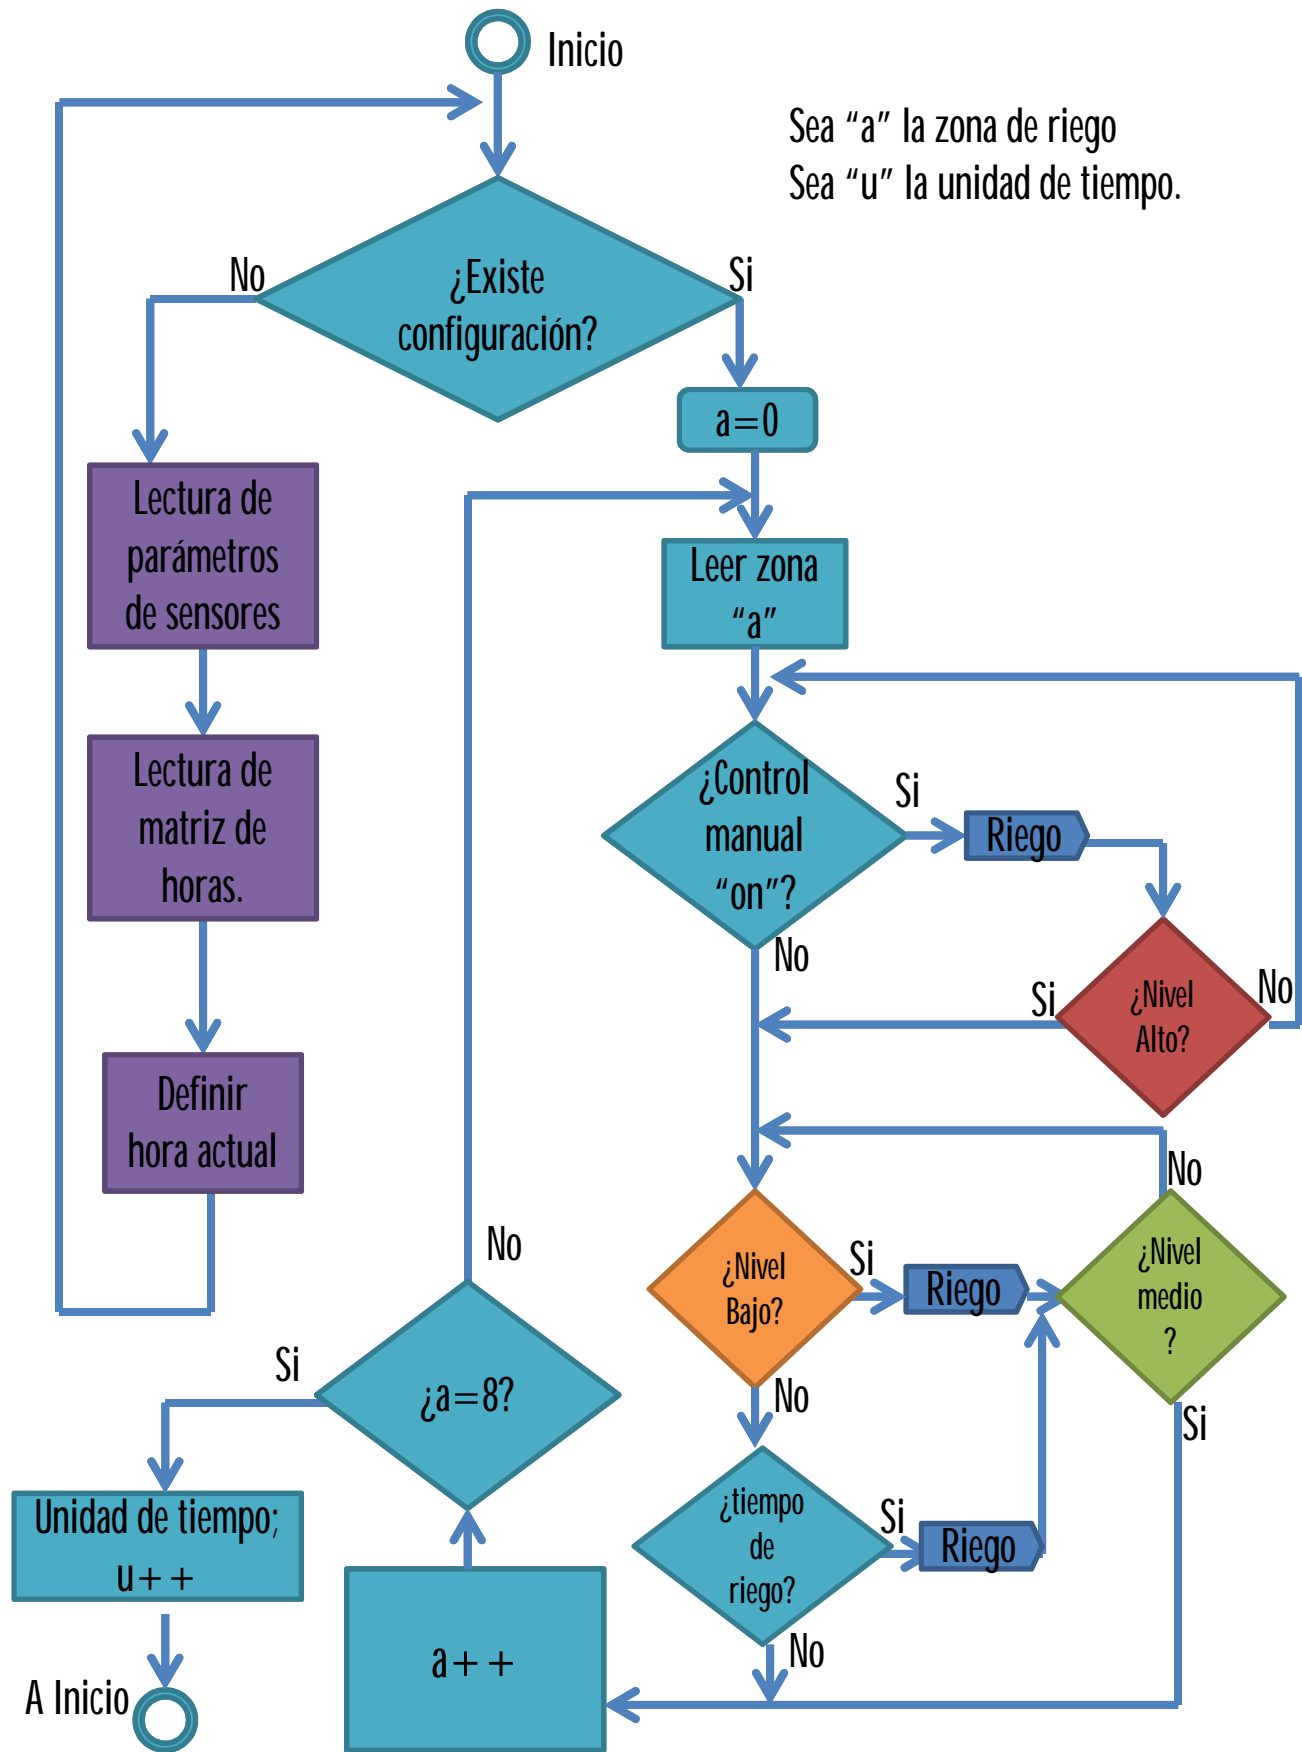 Inicio
Sea “a” la zona de riego
Sea “u” la unidad de tiempo.
No
Si
¿Existe
configuración?
a=0
Lectura de
parámetros
de sensores
Leer zona
“a”
Lectura de
matriz de
horas.
¿Control
manual
“on”?
Si
Riego
No
¿Nivel
Alto?
Si
No
Definir
hora actual
No
¿Nivel
Bajo?
Si
Riego
¿Nivel
medio
?
No
Si
¿a=8?
Si
No
¿tiempo
de
riego?
Si
Riego
No
Unidad de tiempo;
u++
a++
A Inicio